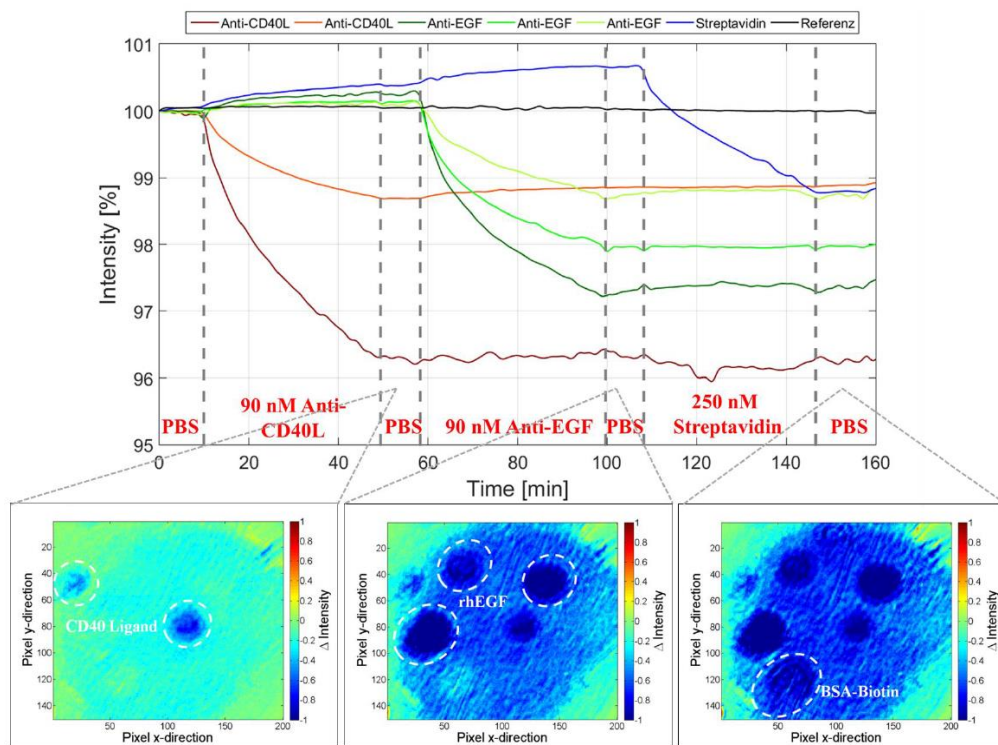 Anti-CD40L Anti-CD40L Anti-EGF Anti-EGF Anti-EGF Streptavidin Referenz
101
100
99
98
97
96
95
Intensity [%]
90 nM Anti-
CD40L
250 nM
Streptavidin
PBS PBS 90 nM Anti-EGF PBS PBS
0 20 40 60 80 100 120 140 160
Time [min]
20
40
60
80
100
120
140
Pixel y-direction
CD40 Ligand
0 50 100 150 200
Pixel x-direction
1
0.8
0.6
0.4
0.2
0
-0.2
-0.4
-0.6
-0.8
-1
Δ Intensity
20
40
60
80
100
120
140
Pixel y-direction
rhEGF
0 50 100 150 200
Pixel x-direction
1
0.8
0.6
0.4
0.2
0
-0.2
-0.4
-0.6
-0.8
-1
Δ Intensity
20
40
60
80
100
120
140
Pixel y-direction
BSA-Biotin
0 50 100 150 200
Pixel x-direction
1
0.8
0.6
0.4
0.2
0
-0.2
-0.4
-0.6
-0.8
-1
Δ Intensity